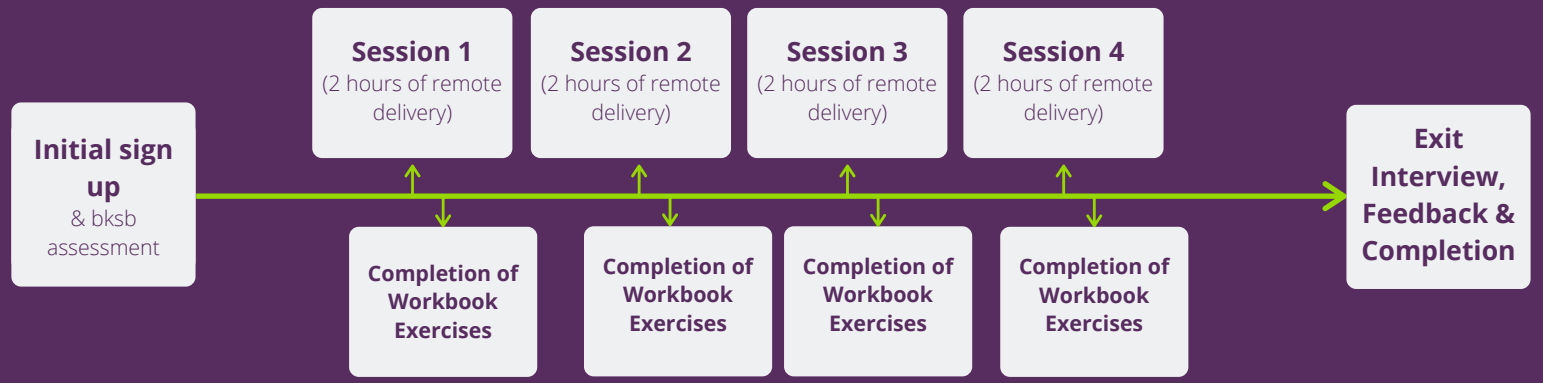 Initial sign
up
& bksb
assessment
Session 1
(2 hours of remote
delivery)
Completion of
Workbook
Exercises
Session 2
(2 hours of remote
delivery)
Completion of
Workbook
Exercises
Session 3
(2 hours of remote
delivery)
Completion of
Workbook
Exercises
Session 4
(2 hours of remote
delivery)
Completion of
Workbook
Exercises
Exit
Interview,
Feedback &
Completion